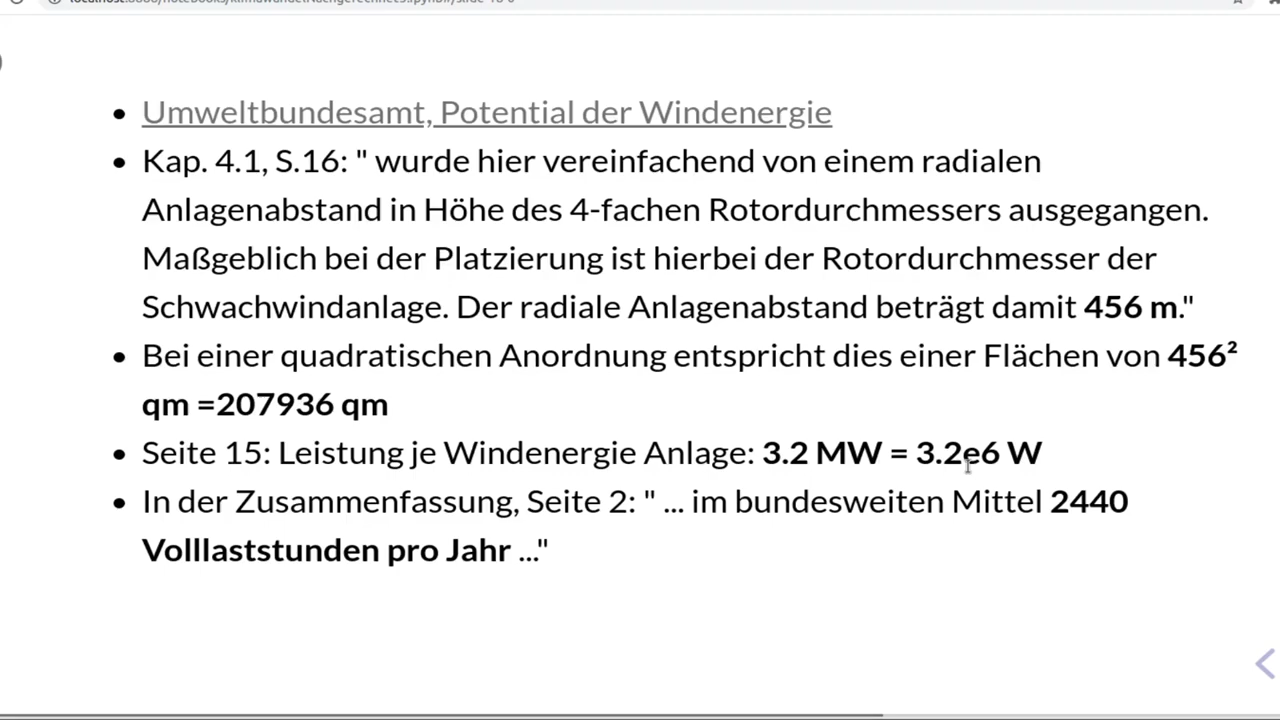 Umweltbundesamt, Potential der Windenergie
Kap. 4.1, S.16: " wurde hier vereinfachend von einem radialen
Anlagenabstand in Höhe des 4-fachen Rotordurchmessers ausgegangen.
Maßgeblich bei der Platzierung ist hierbei der Rotordurchmesser der
Schwachwindanlage. Der radiale Anlagenabstand beträgt damit 456 m."
Bei einer quadratischen Anordnung entspricht dies einer Flächen von 456²
qm =207936 qm
Seite 15: Leistung je Windenergie Anlage: 3.2 MW = 3.2e6 W
In der Zusammenfassung, Seite 2: " ... im bundesweiten Mittel 2440
Volllaststunden pro Jahr ..."